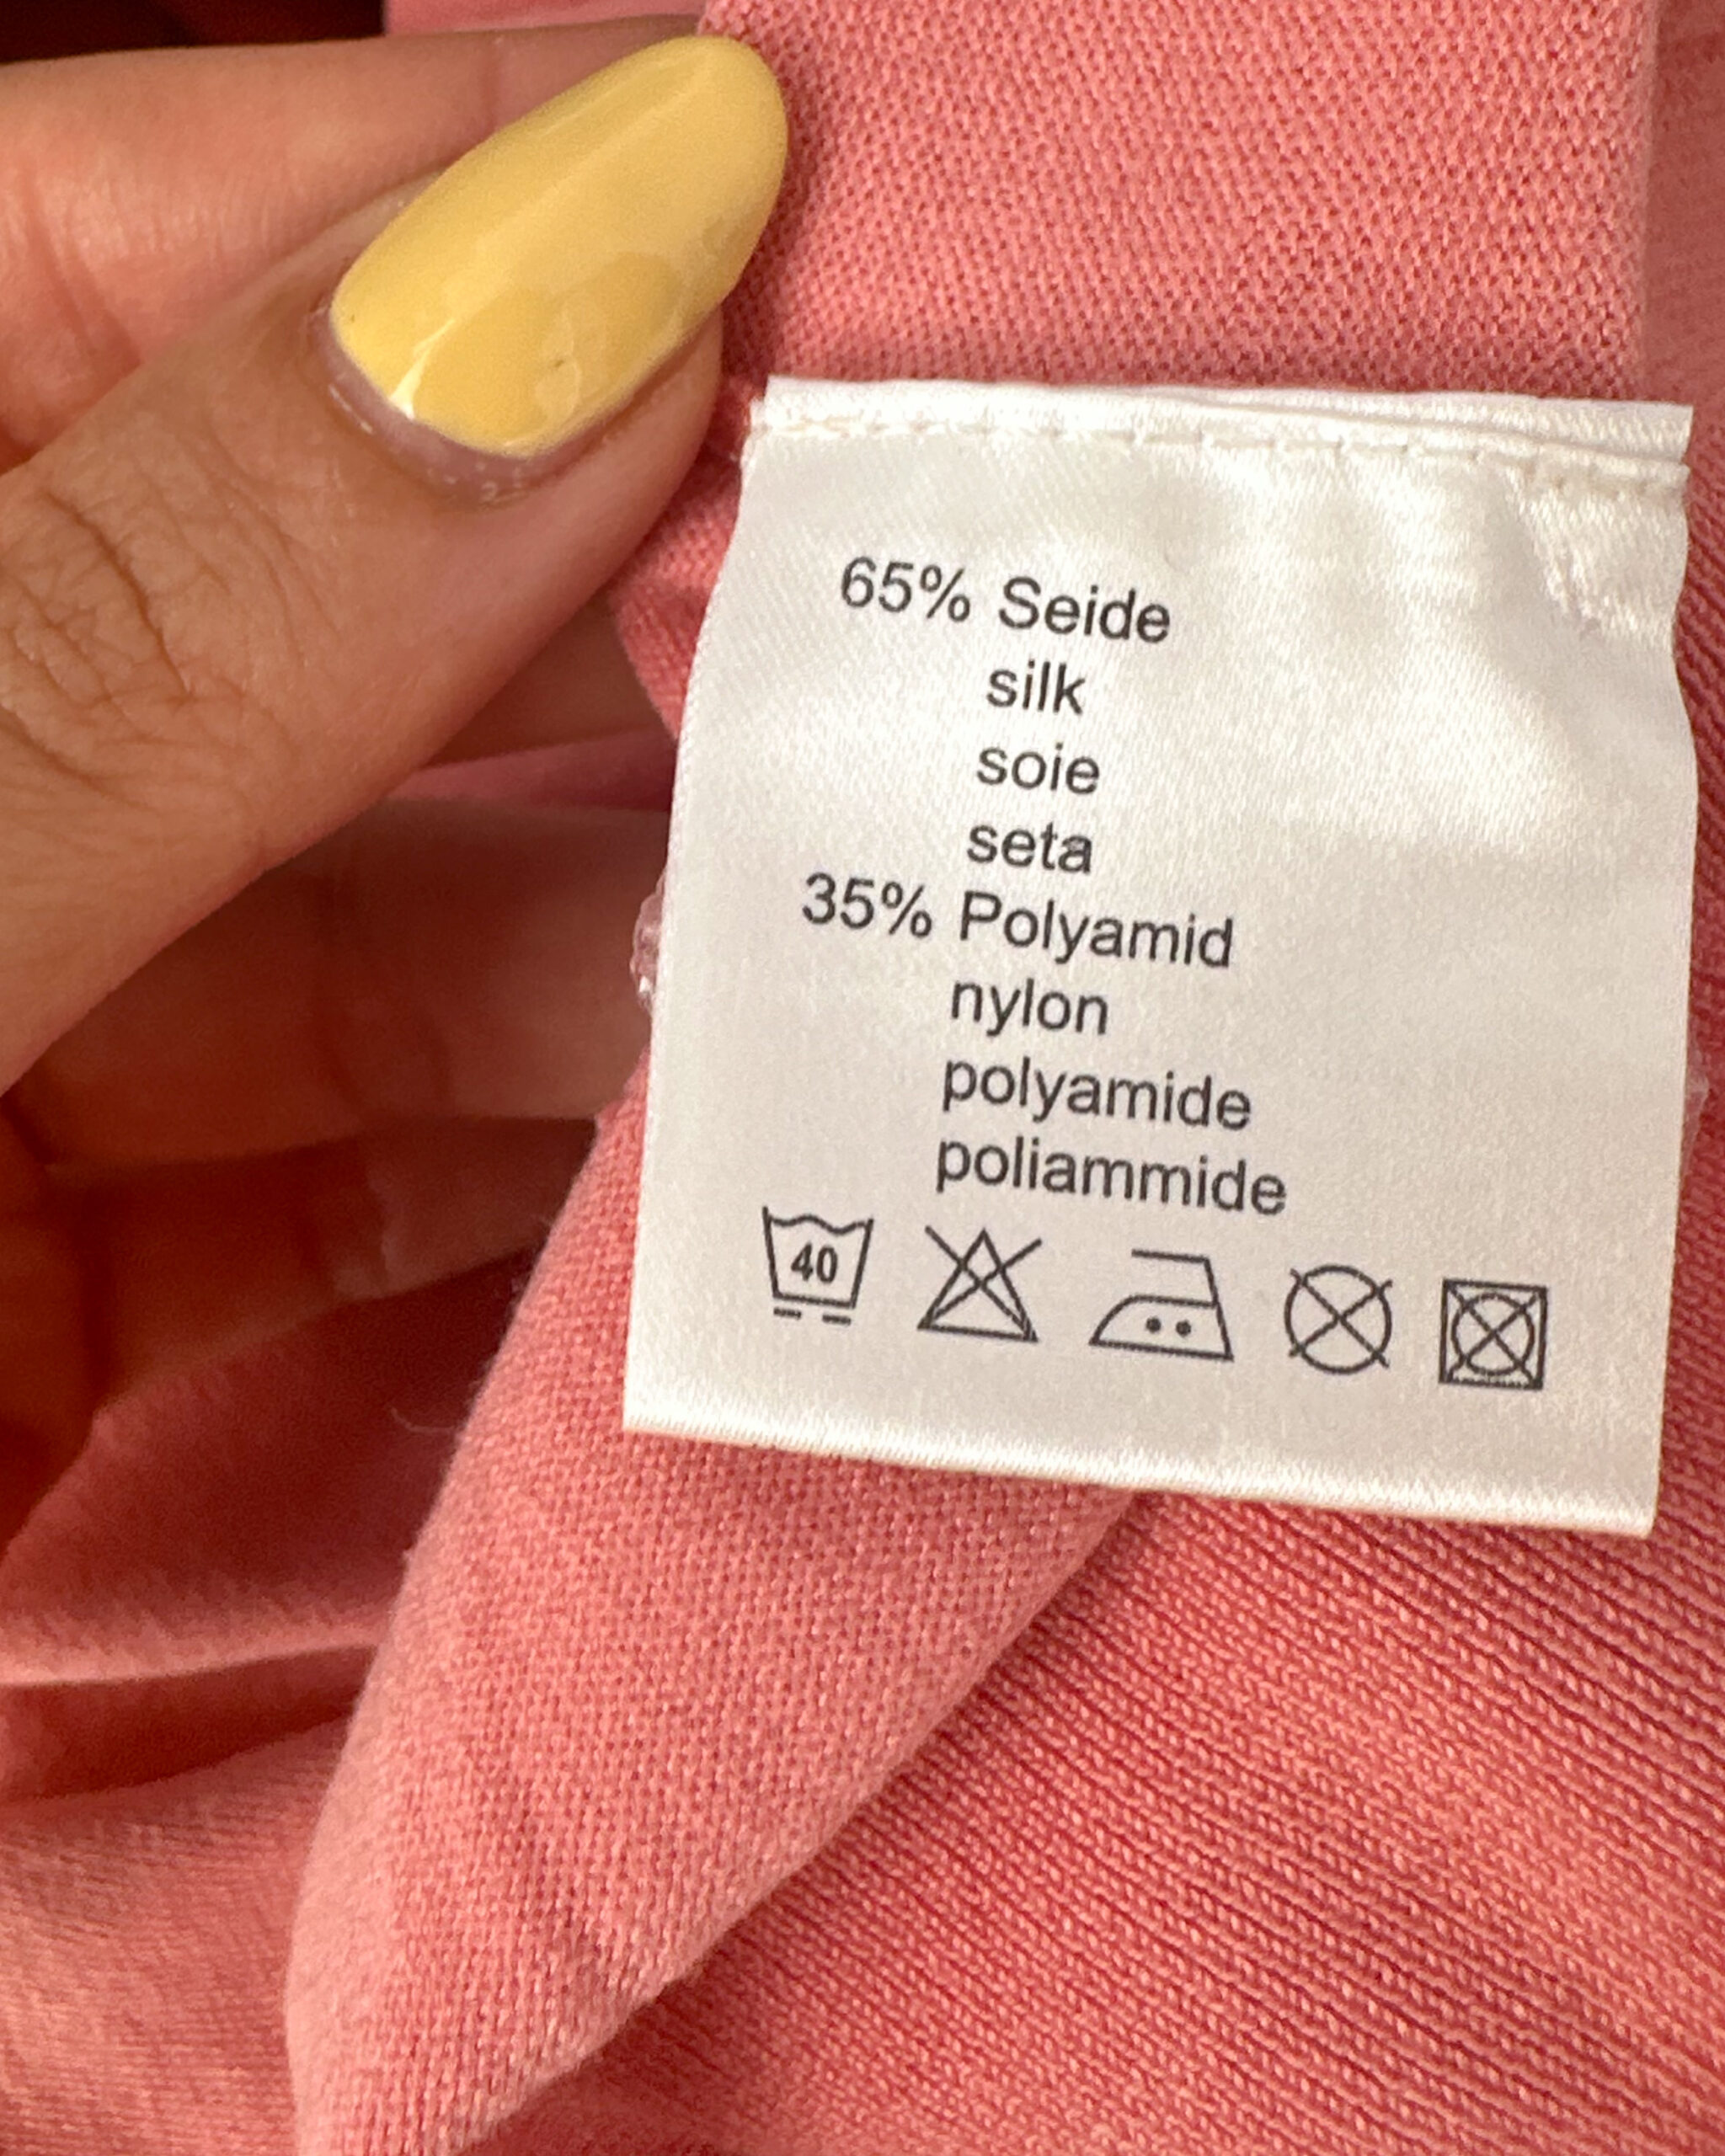 65% Seide
silk
soie
seta
35% Polyamid
nylon
polyamide
poliammide
40